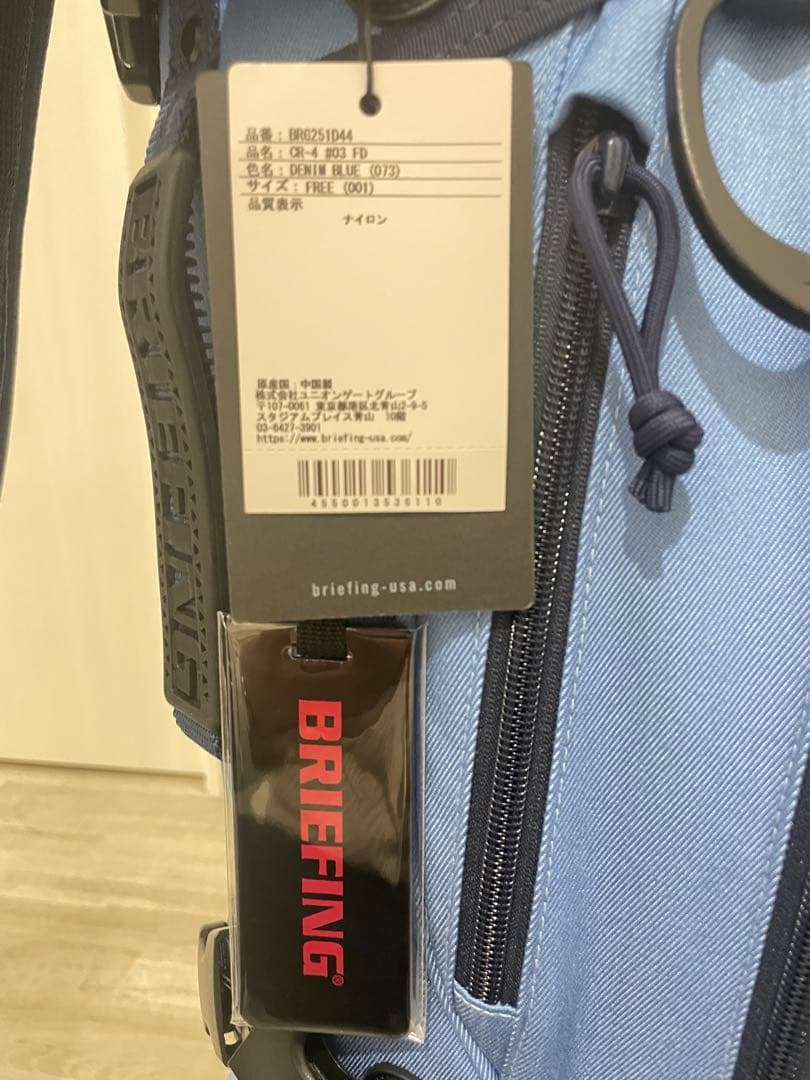 品番：BRG251D44
品名：CR-4 #03 FD
色名：DENIM BLUE (073)
サイズ：FREE (001)
品質表示
ナイロン
原産国：中国製
株式会社ユニオンゲートグループ
〒107-0061 東京都港区北青山2-9-5
スタジアムプレイス青山 10階
03-6427-3901
https://www.briefing-usa.com/
4550013536110
briefing-usa.com
BRIEFING®
BRIEFING